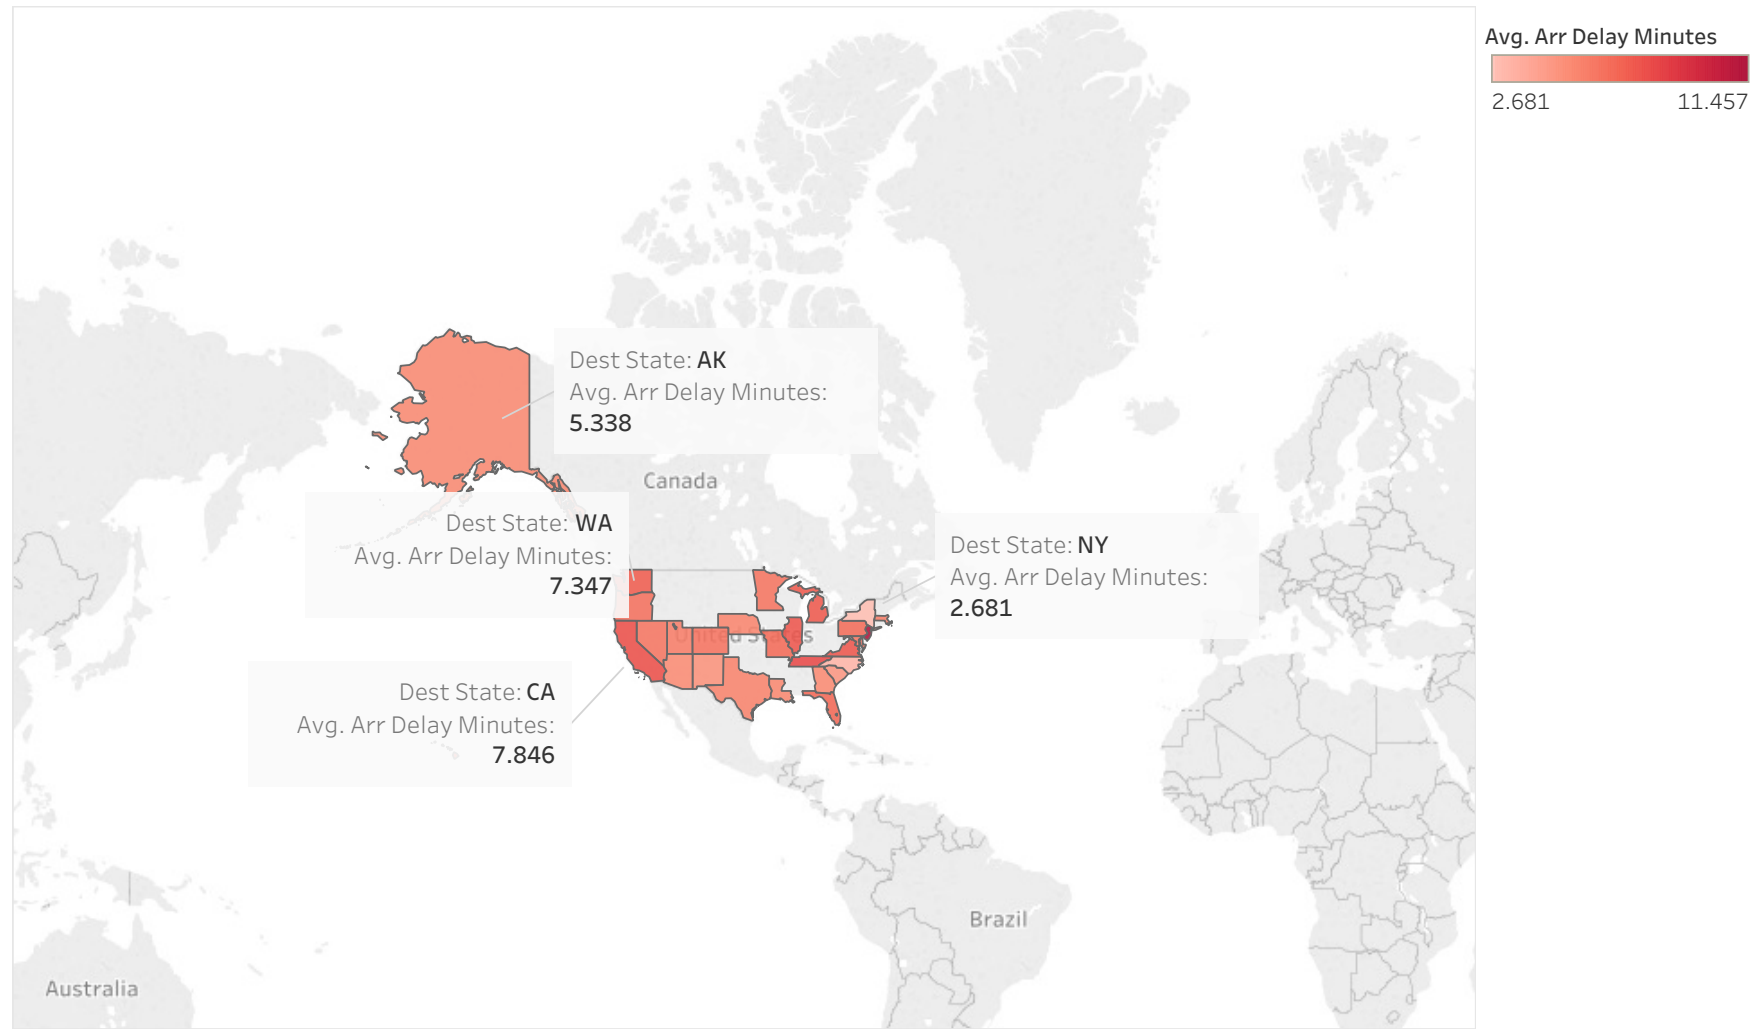 Avg. Arr Delay Minutes
2.681 11.457
Dest State: AK
Avg. Arr Delay Minutes:
5.338
Canada
Dest State: WA
Avg. Arr Delay Minutes:
7.347
Dest State: NY
Avg. Arr Delay Minutes:
2.681
United States
Dest State: CA
Avg. Arr Delay Minutes:
7.846
Brazil
Australia